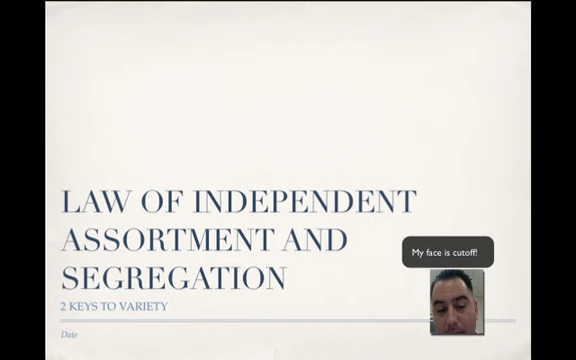 LAW OF INDEPENDENT
ASSORTMENT AND
SEGREGATION
2 KEYS TO VARIETY
Date
My face is cutoff!